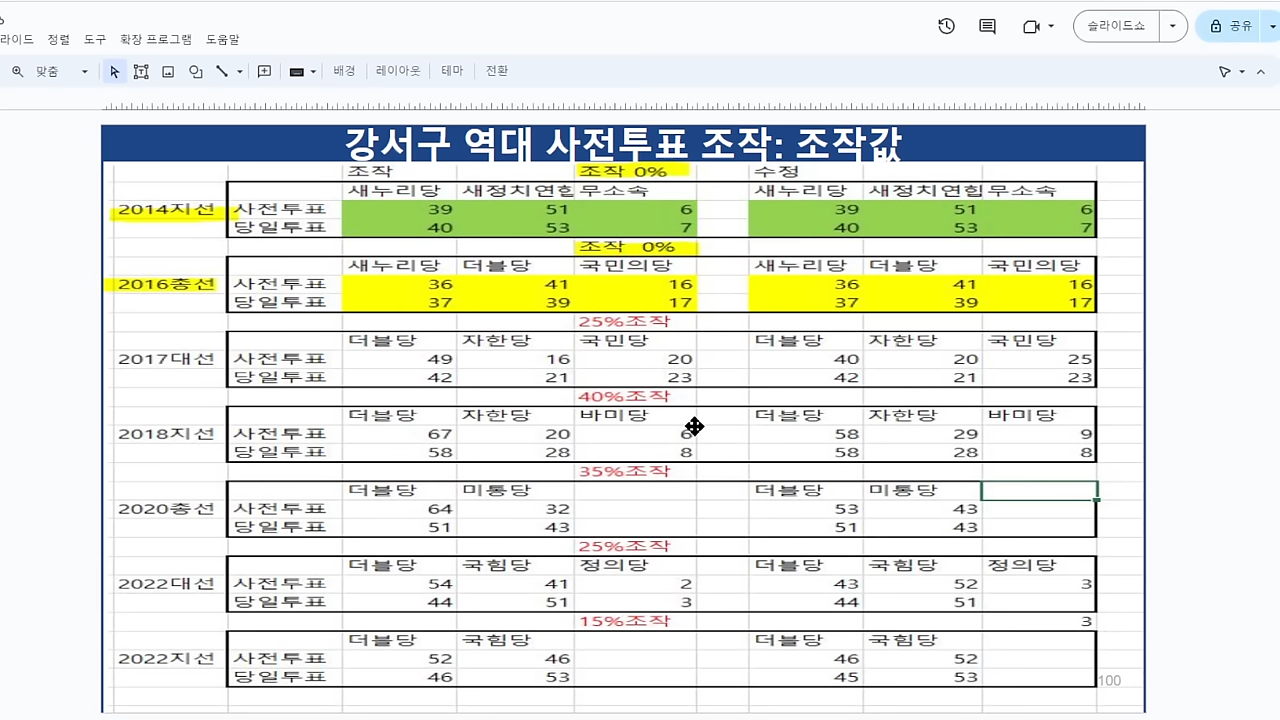 라이드 정렬 도구 확장 프로그램 도움말 슬라이드쇼 공유
맞춤 배경 레이아웃 테마 전환
강서구 역대 사전투표 조작: 조작값
조작 조작 0% 수정
새누리당 새정치연힙 무소속 새누리당 새정치연힙 무소속
2014지선 사전투표 39 51 6 39 51 6
당일투표 40 53 7 40 53 7
조작 0%
새누리당 더블당 국민의당 새누리당 더블당 국민의당
2016총선 사전투표 36 41 16 36 41 16
당일투표 37 39 17 37 39 17
25%조작
더블당 자한당 국민당 더블당 자한당 국민당
2017대선 사전투표 49 16 20 40 20 25
당일투표 42 21 23 42 21 23
40%조작
더블당 자한당 바미당 더블당 자한당 바미당
2018지선 사전투표 67 20 6 58 29 9
당일투표 58 28 8 58 28 8
35%조작
더블당 미통당 더블당 미통당
2020총선 사전투표 64 32 53 43
당일투표 51 43 51 43
25%조작
더블당 국힘당 정의당 더블당 국힘당 정의당
2022대선 사전투표 54 41 2 43 52 3
당일투표 44 51 3 44 51
15%조작 3
더블당 국힘당 더블당 국힘당
2022지선 사전투표 52 46 46 52
당일투표 46 53 45 53
100